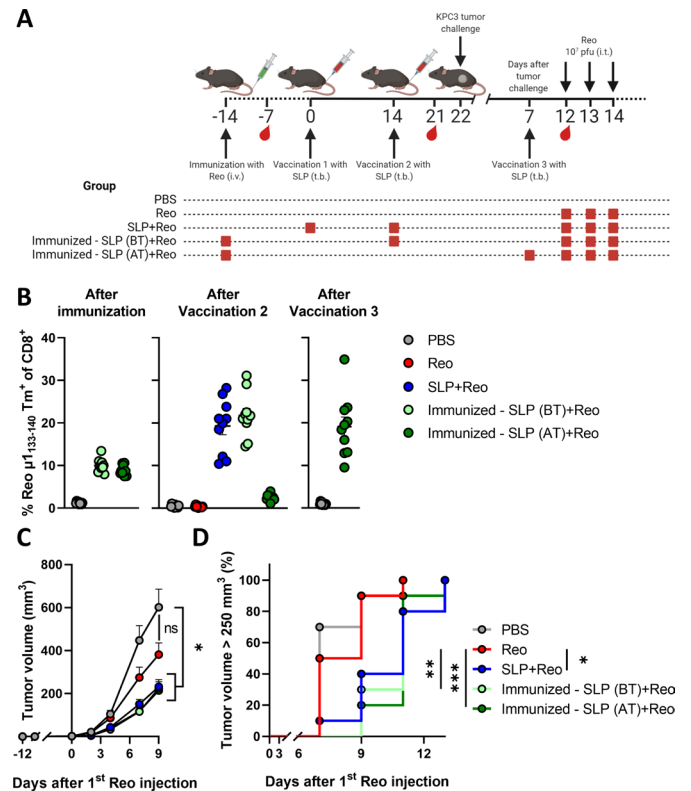 A
KPC3 tumor
challenge
Days after
tumor
challenge
Reo
10⁷ pfu (i.t.)
-14 -7 0 14 21 22 7 12 13 14
Immunization with
Reo (i.v.)
Vaccination 1 with
SLP (t.b.)
Vaccination 2 with
SLP (t.b.)
Vaccination 3 with
SLP (t.b.)
Group
PBS
Reo
SLP+Reo
Immunized - SLP (BT)+Reo
Immunized - SLP (AT)+Reo
B
After
immunization
After
Vaccination 2
After
Vaccination 3
% Reo µ1₁₃₃₋₁₄₀ Tm⁺ of CD8⁺
40
30
20
10
0
PBS
Reo
SLP+Reo
Immunized - SLP (BT)+Reo
Immunized - SLP (AT)+Reo
C
Tumor volume (mm³)
800
600
400
200
ns
*
-12 0 3 6 9
Days after 1ˢᵗ Reo injection
D
Tumor volume > 250 mm³ (%)
100
80
60
40
20
0
0 3 6 9 12
Days after 1ˢᵗ Reo injection
PBS
Reo
SLP+Reo
Immunized - SLP (BT)+Reo
Immunized - SLP (AT)+Reo
**
***
*